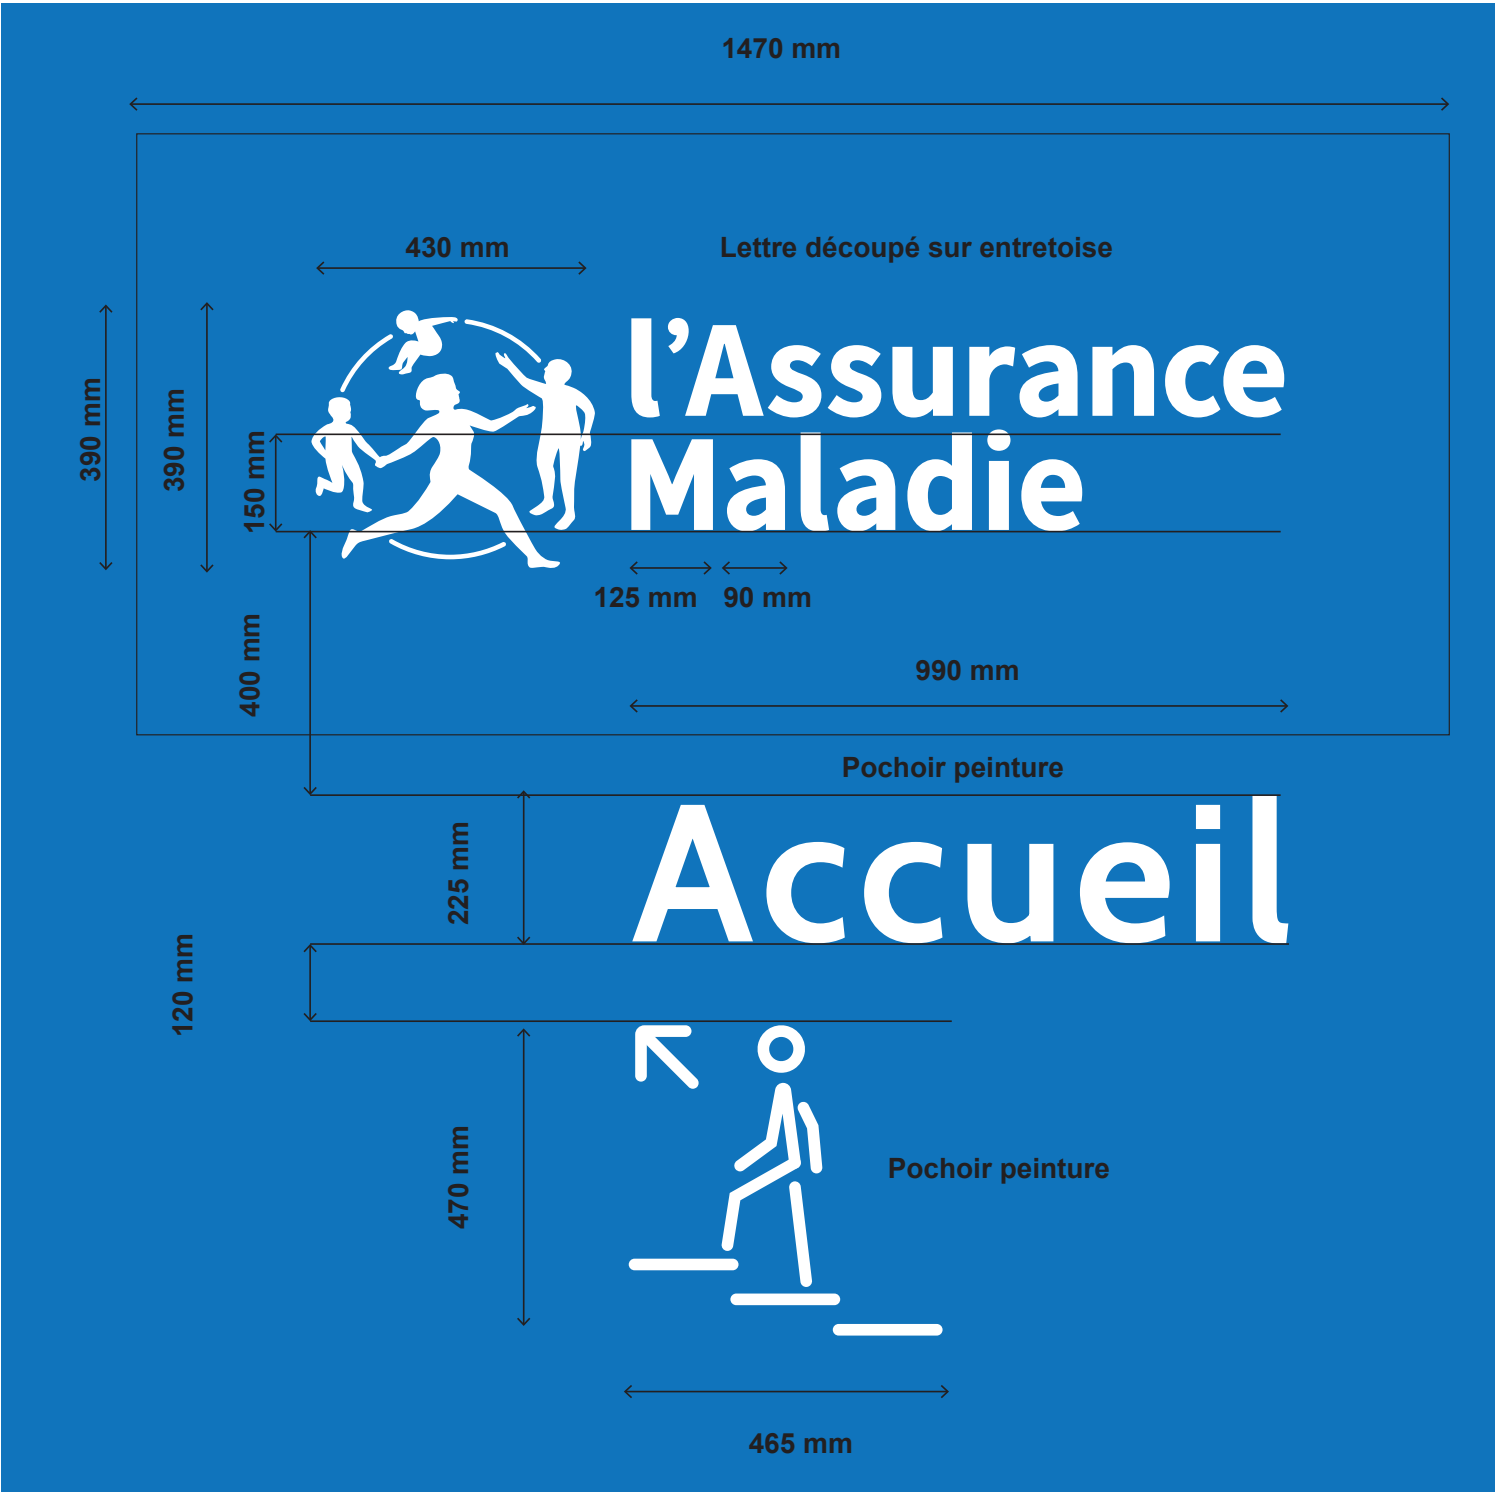 1470 mm
430 mm
Lettre découpé sur entretoise
l’Assurance
Maladie
390 mm
390 mm
150 mm
125 mm
90 mm
400 mm
990 mm
Pochoir peinture
Accueil
225 mm
120 mm
470 mm
Pochoir peinture
465 mm